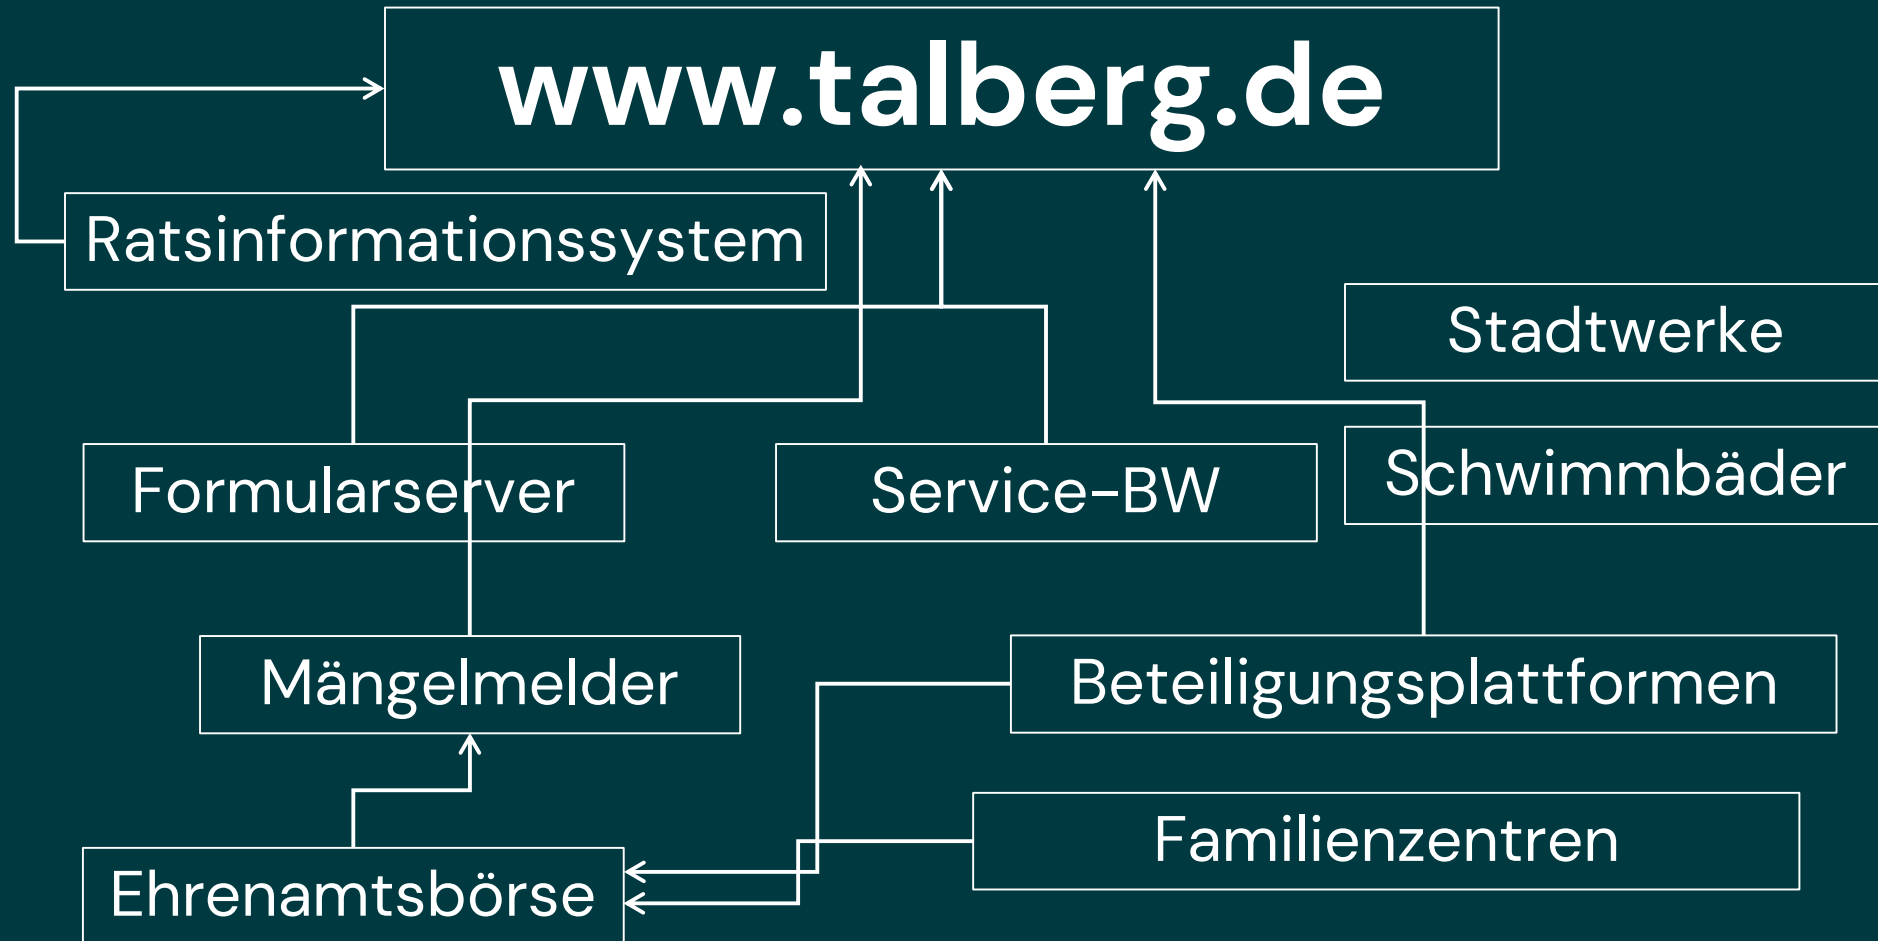 www.talberg.de
Ratsinformationssystem
Stadtwerke
Formularserver
Service-BW
Schwimmbäder
Mängelmelder
Beteiligungsplattformen
Familienzentren
Ehrenamtsbörse